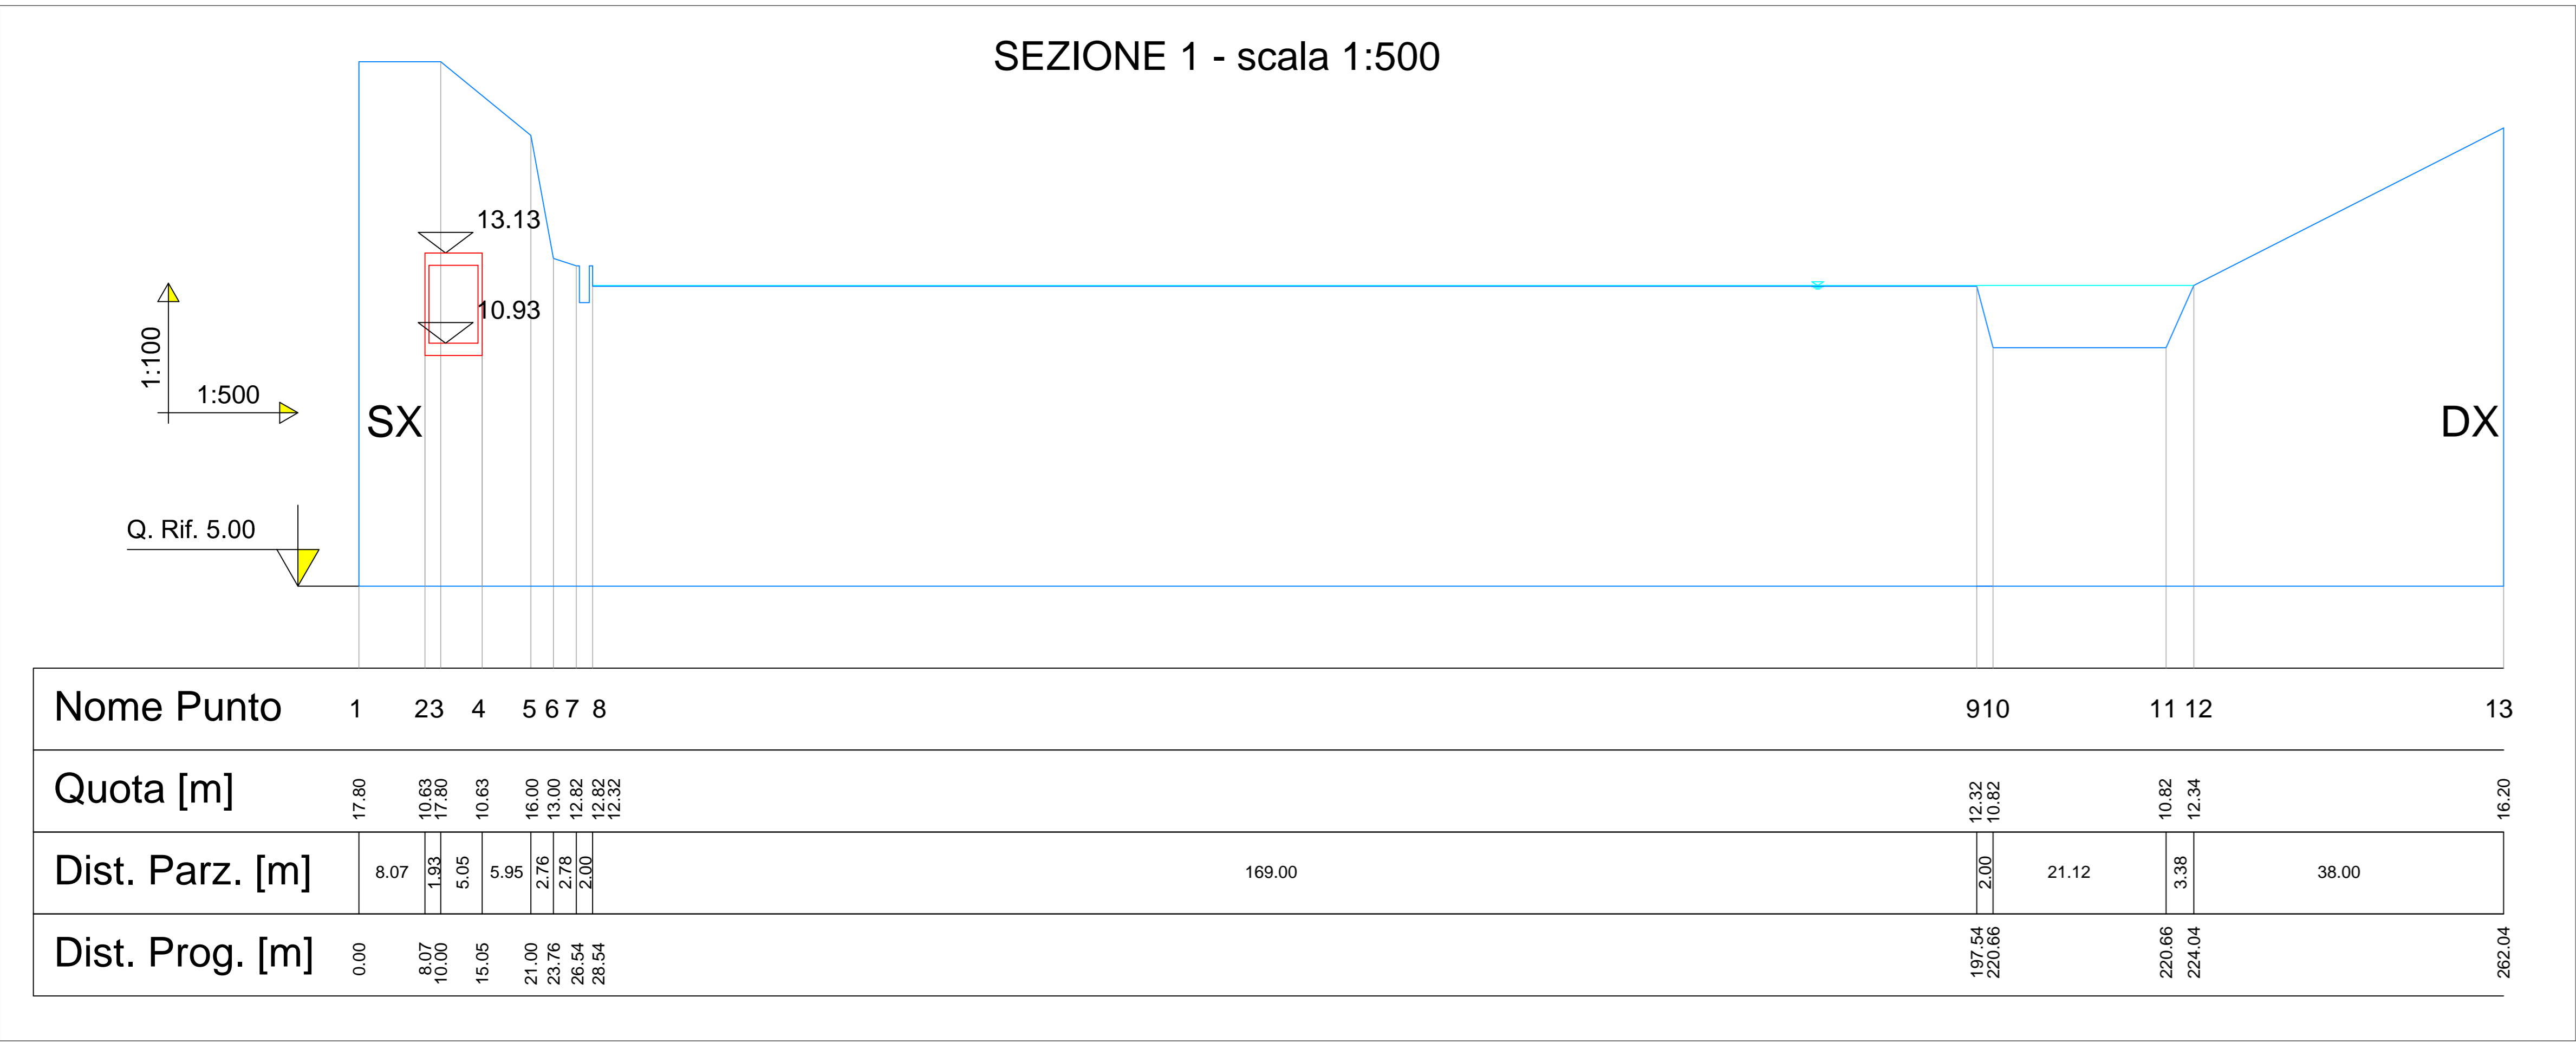 SEZIONE 1 - scala 1:500
13.13
10.93
1:100
1:500
SX
DX
Q. Rif. 5.00
Nome Punto 1 2 3 4 5 6 7 8 9 10 11 12 13
Quota [m] 17.80 10.63 17.80 10.63 16.00 13.00 12.82 12.82 12.32 12.32 10.82 10.82 12.34 16.20
Dist. Parz. [m] 8.07 1.93 5.05 5.95 2.76 2.78 2.00 169.00 2.00 21.12 3.38 38.00
Dist. Prog. [m] 0.00 8.07 10.00 15.05 21.00 23.76 26.54 28.54 197.54 220.66 220.66 224.04 262.04